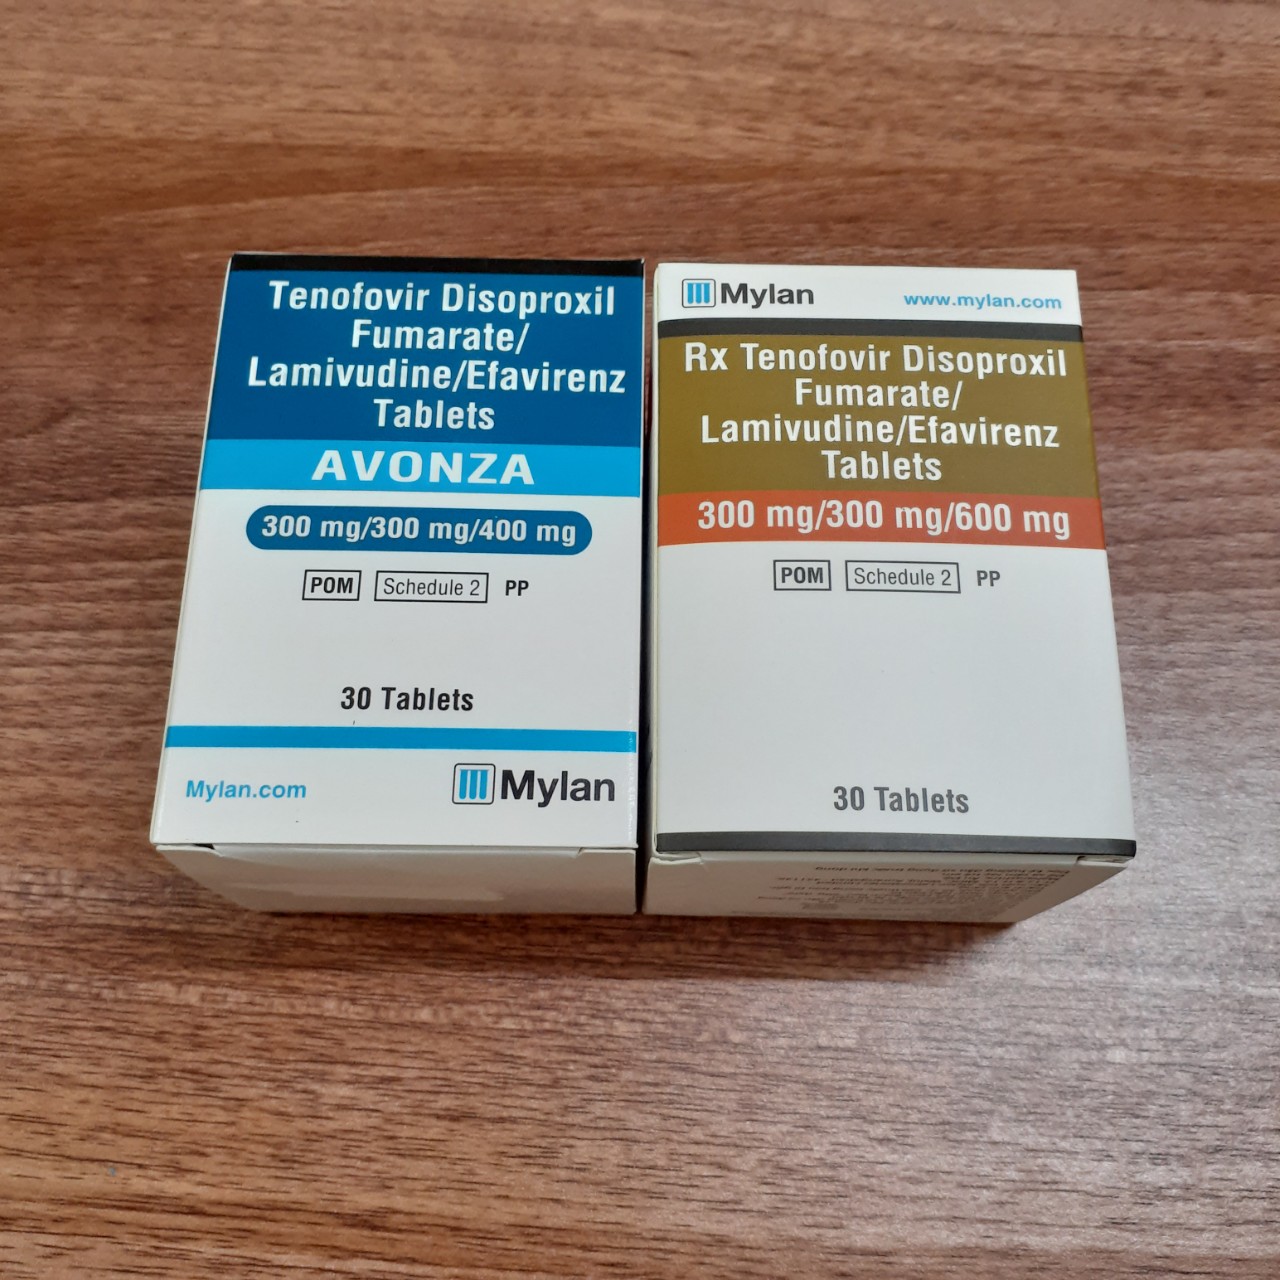 Tenofovir Disoproxil
Fumarate/
Lamivudine/Efavirenz
Tablets
AVONZA
300 mg/300 mg/400 mg
POM Schedule 2 PP
30 Tablets
Mylan.com
Mylan
Mylan
www.mylan.com
Rx Tenofovir Disoproxil
Fumarate/
Lamivudine/Efavirenz
Tablets
300 mg/300 mg/600 mg
POM Schedule 2 PP
30 Tablets